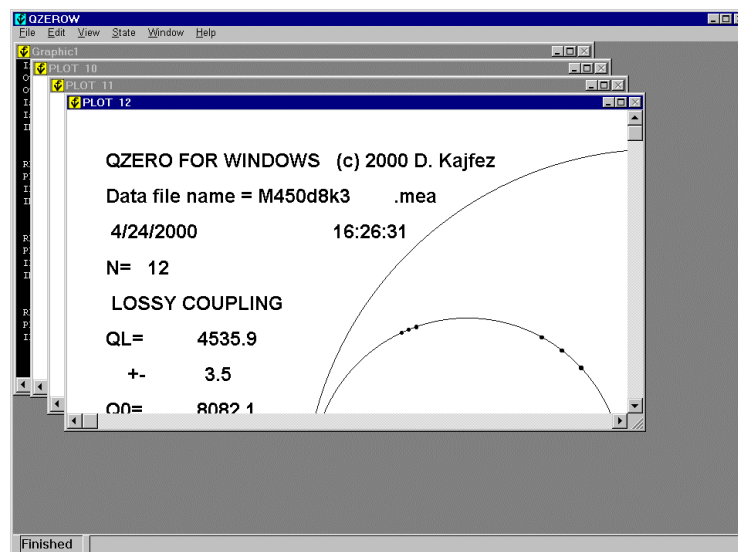 QZEROW
File Edit View State Window Help
Graphic1
PLOT 10
PLOT 11
PLOT 12
QZERO FOR WINDOWS (c) 2000 D. Kajfez
Data file name = M450d8k3 .mea
4/24/2000 16:26:31
N= 12
LOSSY COUPLING
QL= 4535.9
+- 3.5
Q0= 8082.1
Finished